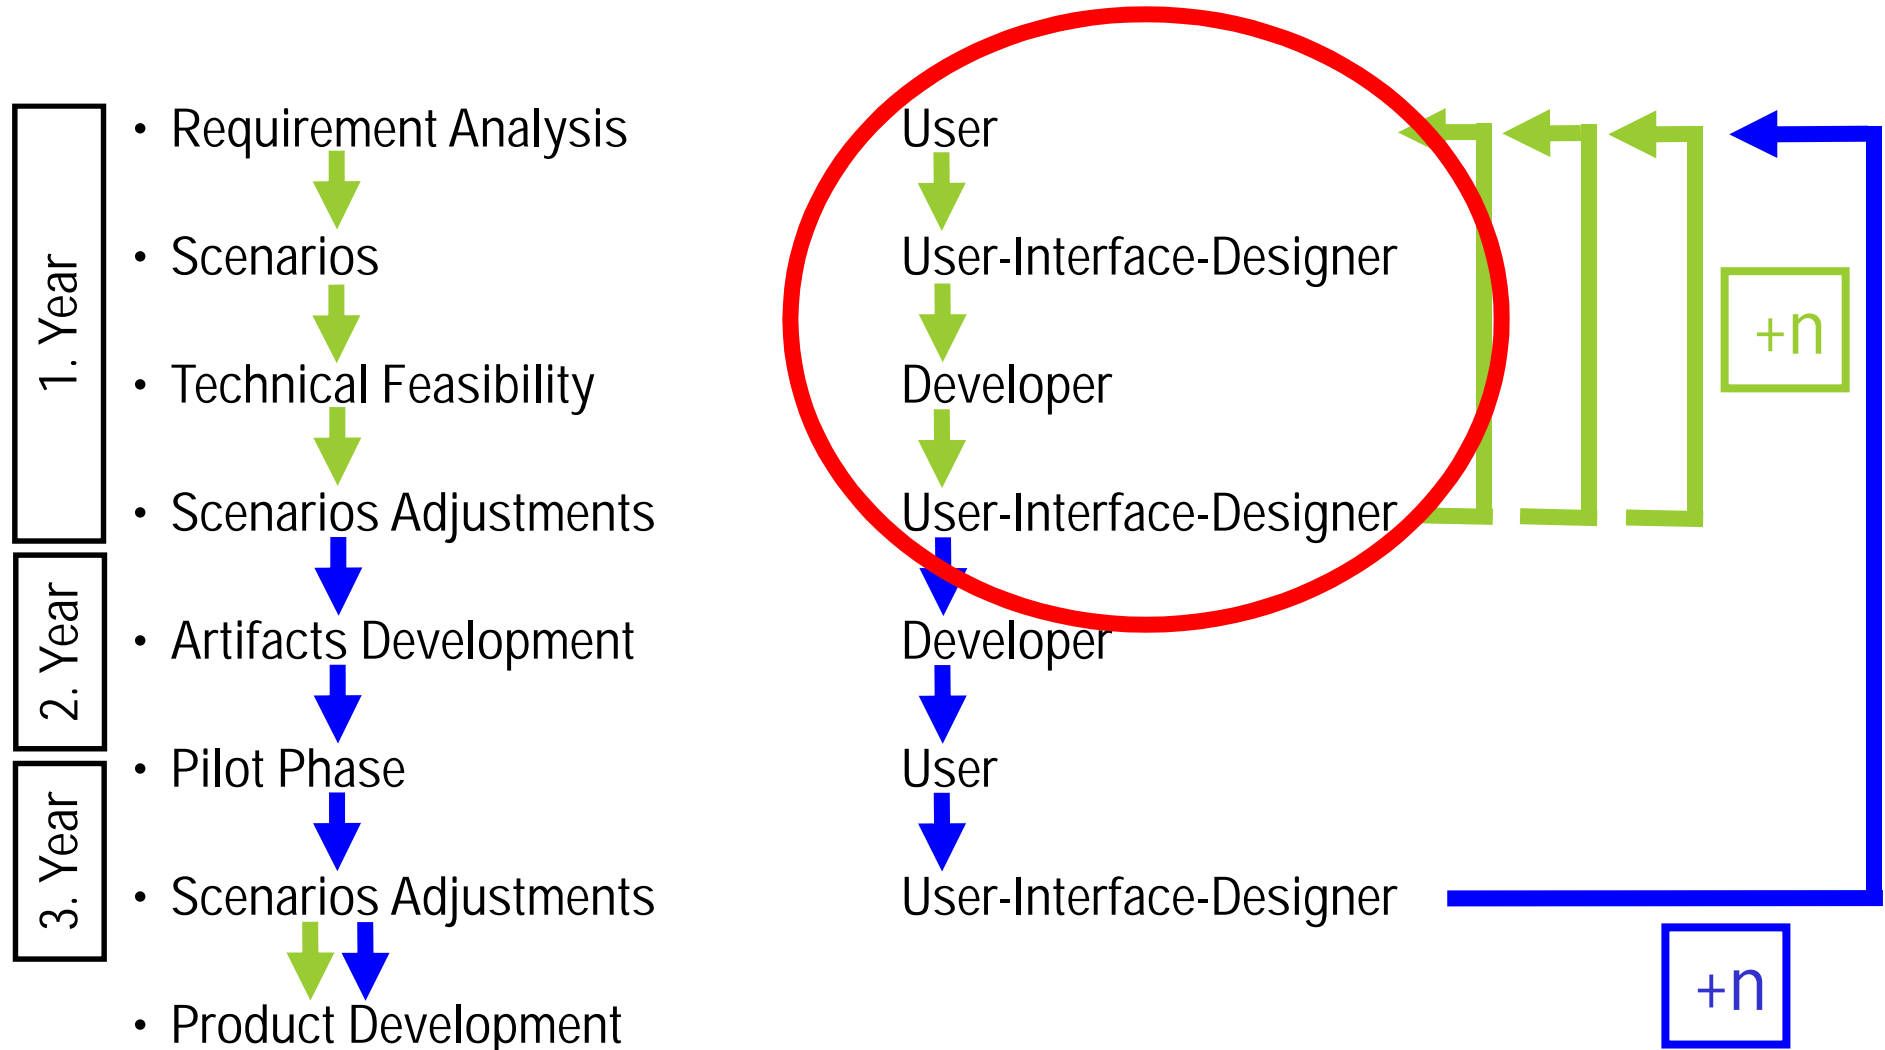 1. Year
• Requirement Analysis User
• Scenarios User-Interface-Designer
+n
• Technical Feasibility Developer
• Scenarios Adjustments User-Interface-Designer
2. Year
• Artifacts Development Developer
• Pilot Phase User
3. Year
• Scenarios Adjustments User-Interface-Designer
+n
• Product Development